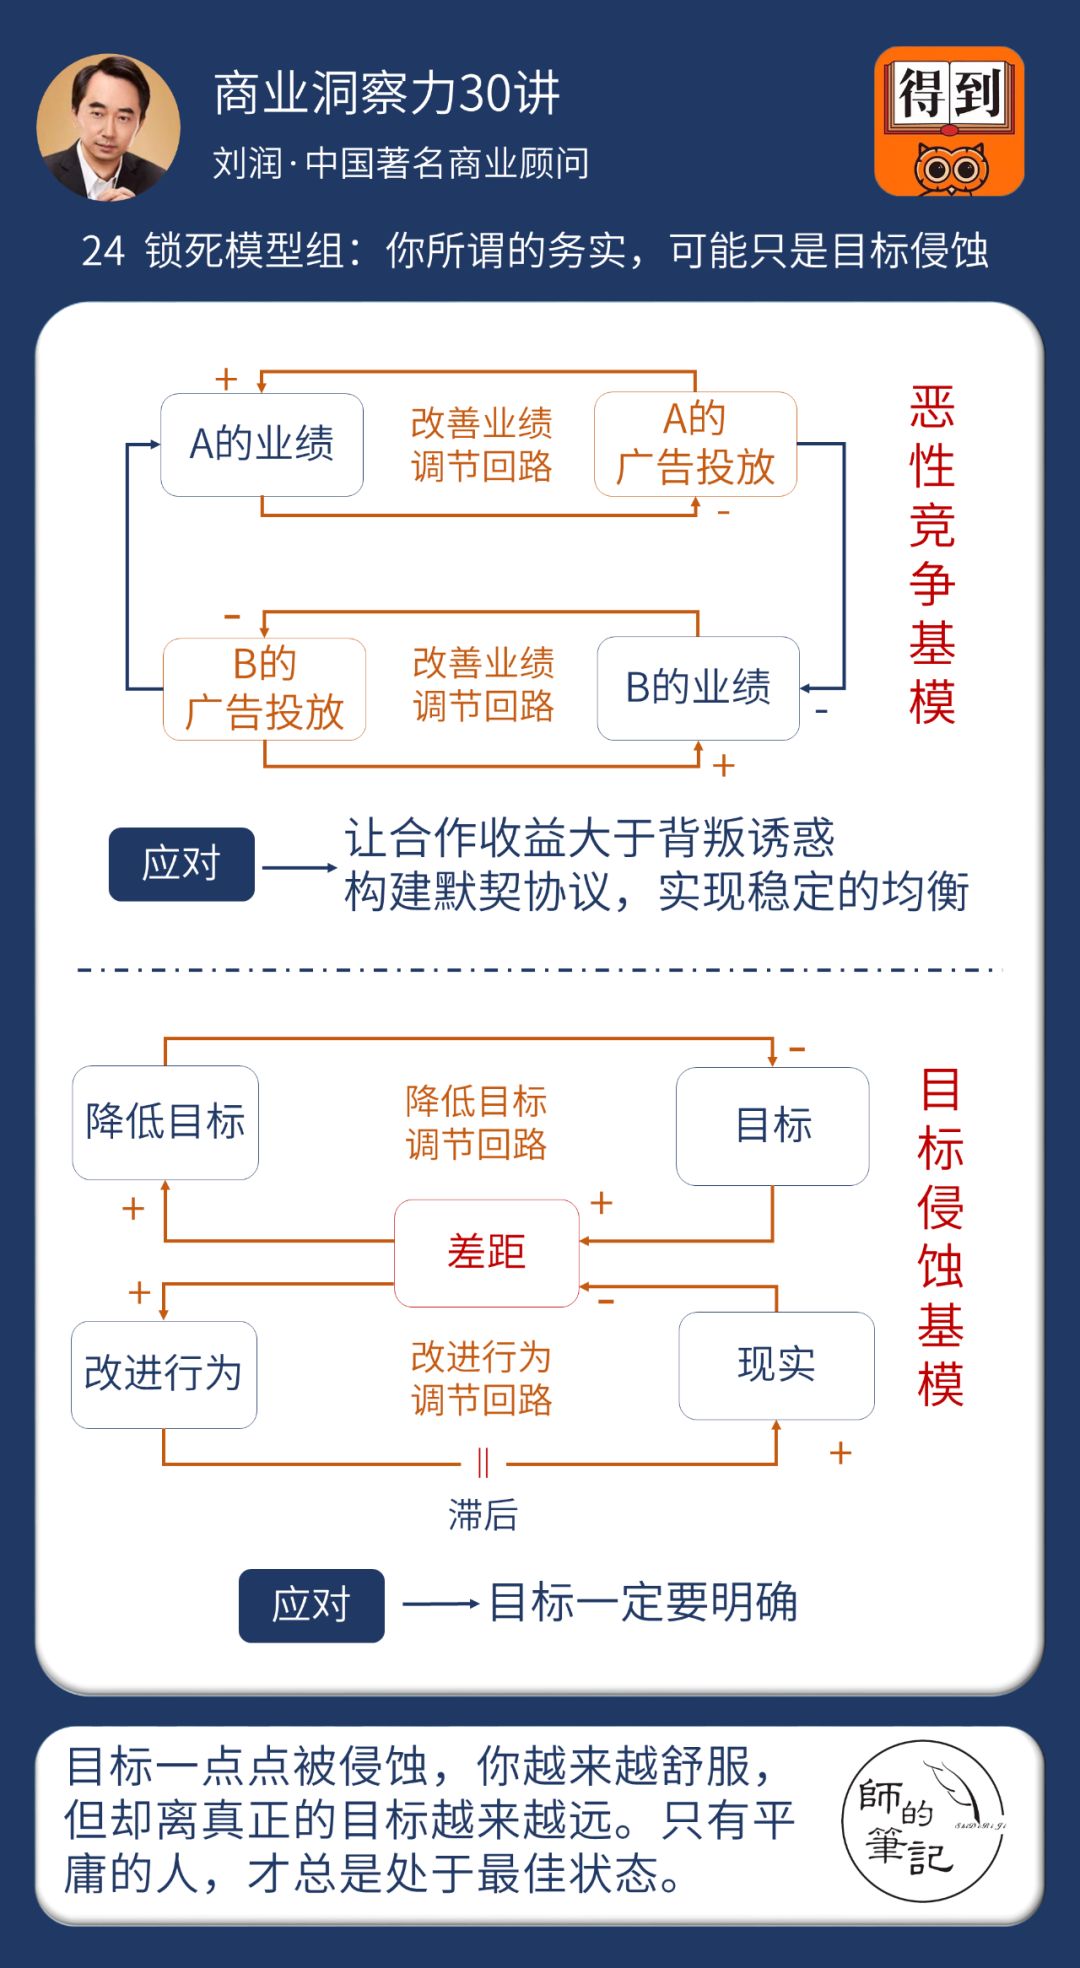 商业洞察力30讲
刘润·中国著名商业顾问
得到
24 锁死模型组：你所谓的务实，可能只是目标侵蚀
恶性竞争基模
+
A的业绩
改善业绩
调节回路
A的
广告投放
-
-
B的
广告投放
改善业绩
调节回路
B的业绩
-
+
应对
让合作收益大于背叛诱惑
构建默契协议，实现稳定的均衡
目标侵蚀基模
-
降低目标
降低目标
调节回路
目标
+
+
差距
+
-
改进行为
改进行为
调节回路
现实
+
滞后
应对
目标一定要明确
目标一点点被侵蚀，你越来越舒服，
但却离真正的目标越来越远。只有平
庸的人，才总是处于最佳状态。
師的
筆記